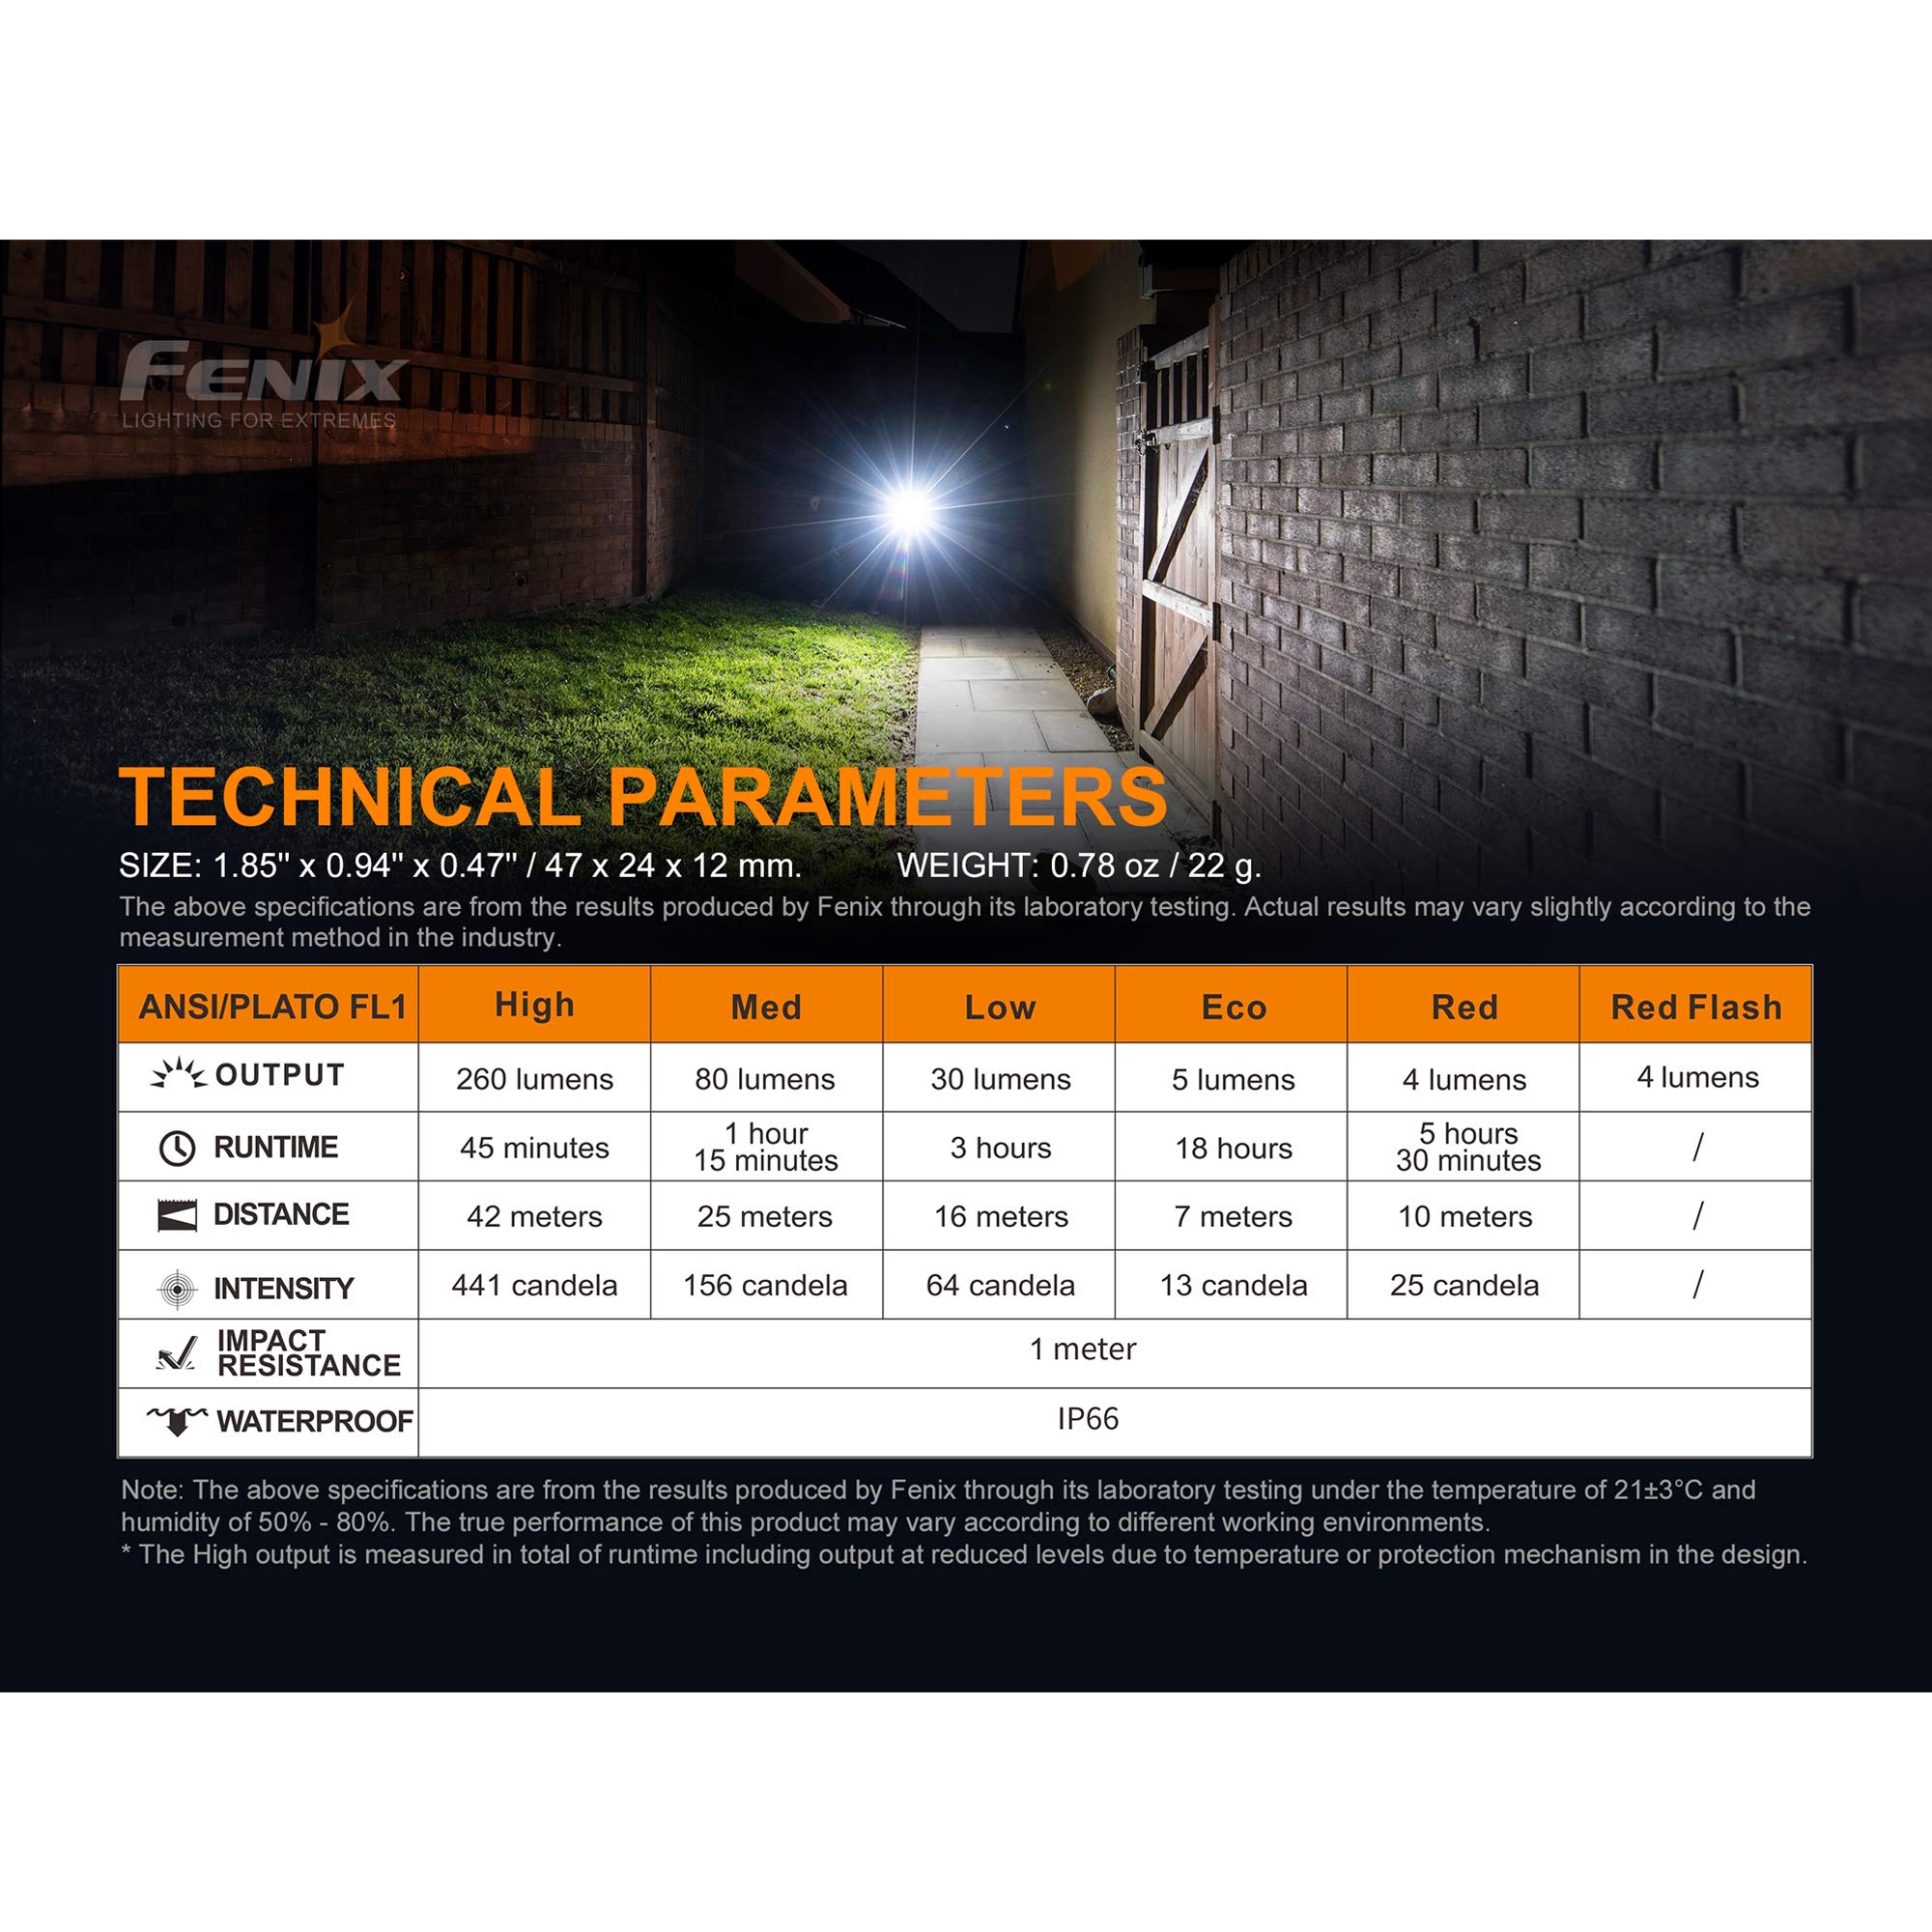 FENIX
LIGHTING FOR EXTREMES
TECHNICAL PARAMETERS
SIZE: 1.85" x 0.94" x 0.47" / 47 x 24 x 12 mm. WEIGHT: 0.78 oz / 22 g.
The above specifications are from the results produced by Fenix through its laboratory testing. Actual results may vary slightly according to the
measurement method in the industry.
ANSI/PLATO FL1 High Med Low Eco Red Red Flash
OUTPUT 260 lumens 80 lumens 30 lumens 5 lumens 4 lumens 4 lumens
RUNTIME 45 minutes 1 hour 15 minutes 3 hours 18 hours 5 hours 30 minutes /
DISTANCE 42 meters 25 meters 16 meters 7 meters 10 meters /
INTENSITY 441 candela 156 candela 64 candela 13 candela 25 candela /
IMPACT RESISTANCE 1 meter
WATERPROOF IP66
Note: The above specifications are from the results produced by Fenix through its laboratory testing under the temperature of 21±3°C and
humidity of 50% - 80%. The true performance of this product may vary according to different working environments.
* The High output is measured in total of runtime including output at reduced levels due to temperature or protection mechanism in the design.